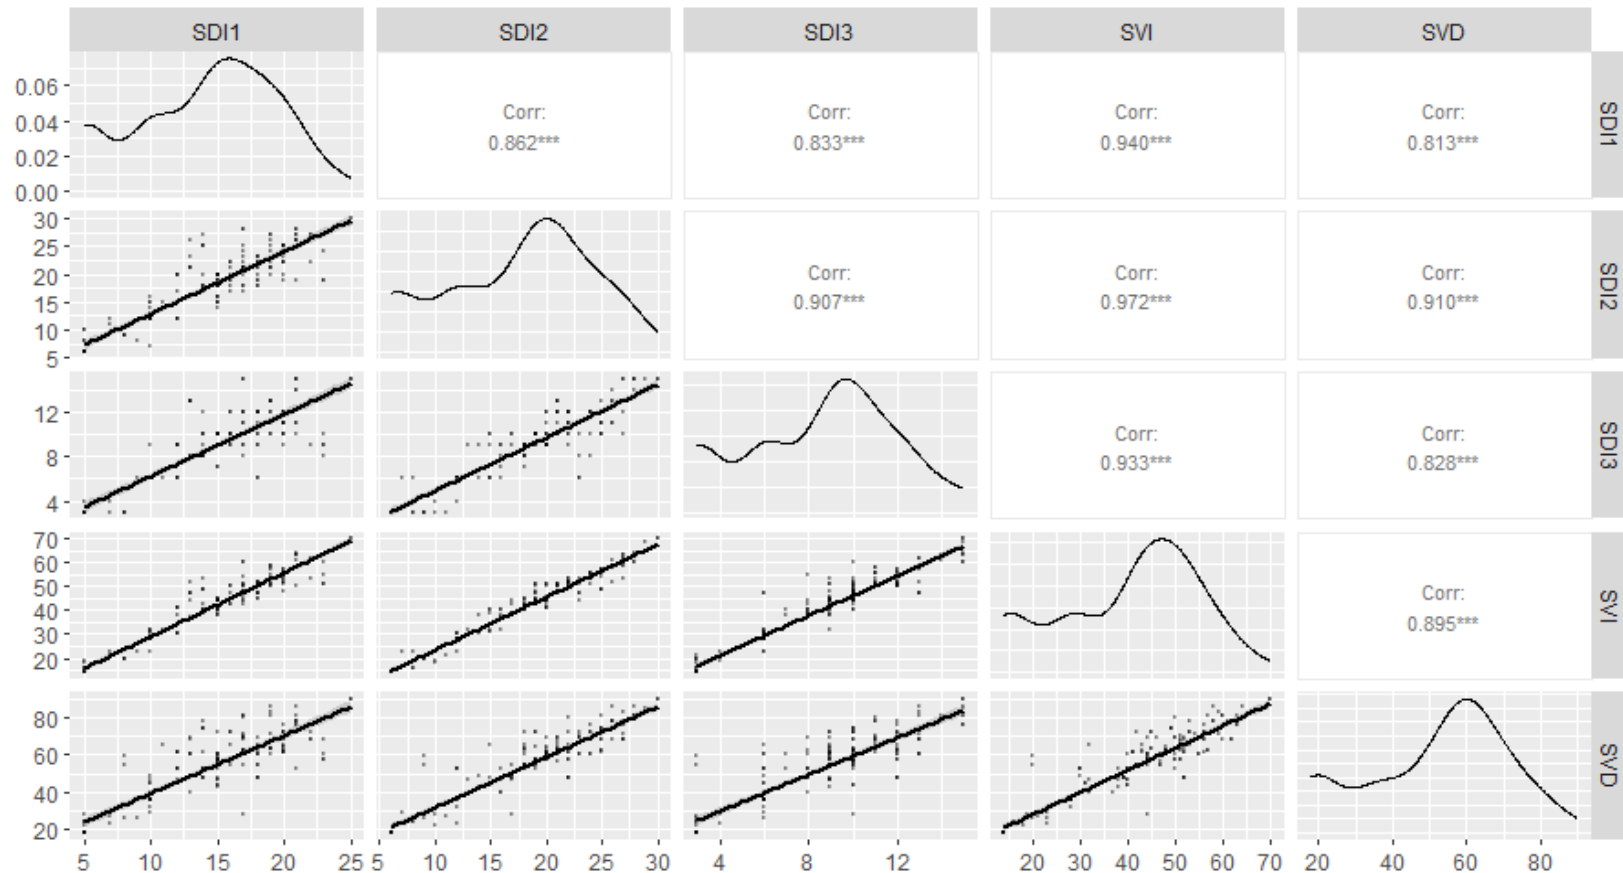 SDI1 SDI2 SDI3 SVI SVD
0.06
0.04
0.02
0.00
Corr:
0.862***
Corr:
0.833***
Corr:
0.940***
Corr:
0.813***
SDI1
30
25
20
15
10
5
Corr:
0.907***
Corr:
0.972***
Corr:
0.910***
SDI2
12
8
4
Corr:
0.933***
Corr:
0.828***
SDI3
70
60
50
40
30
20
Corr:
0.895***
SVI
80
60
40
20
SVD
5 10 15 20 25 5 10 15 20 25 30 4 8 12 20 30 40 50 60 70 20 40 60 80